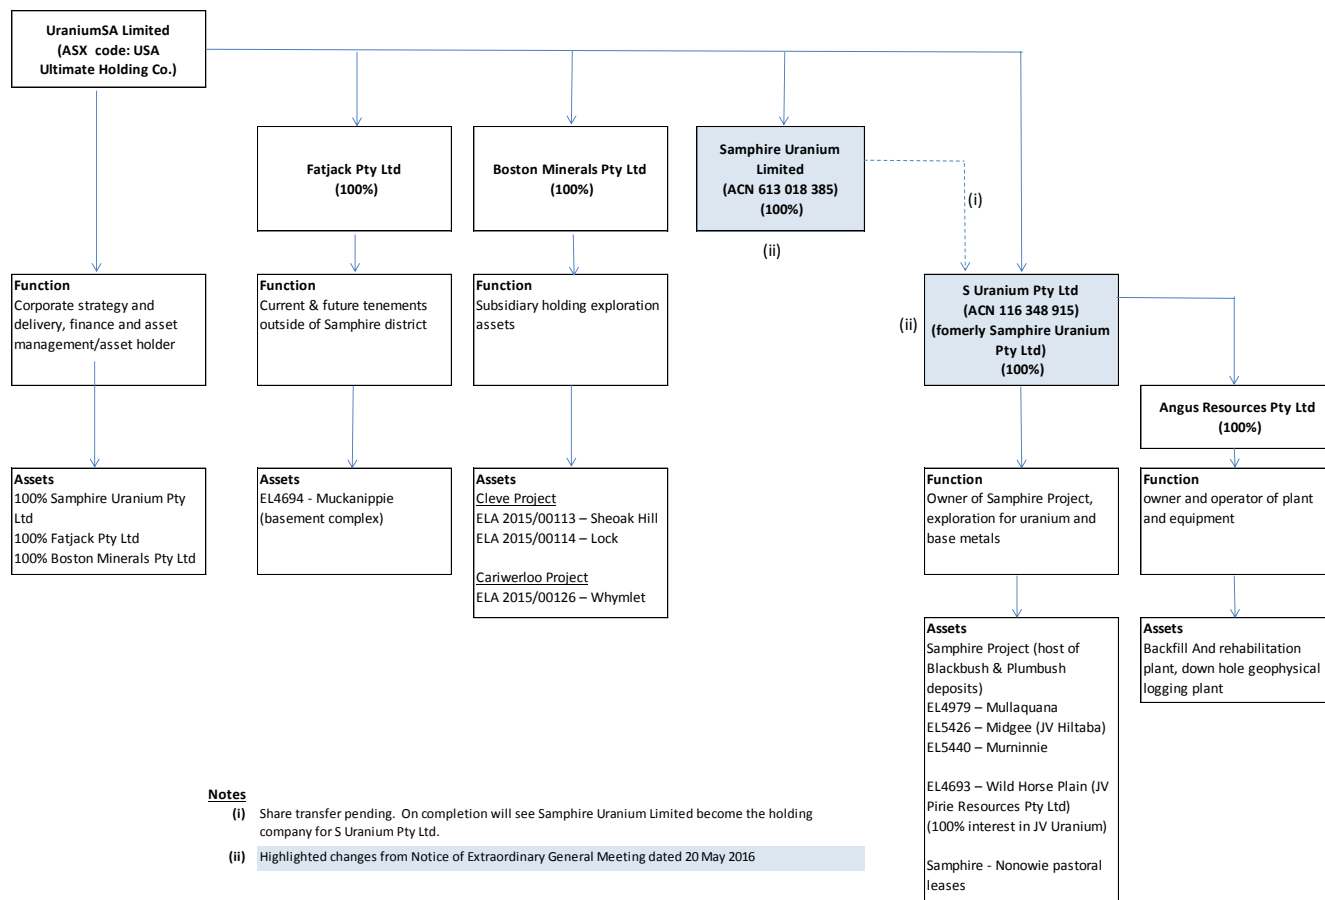 UraniumSA Limited
(ASX code: USA
Ultimate Holding Co.)
Fatjack Pty Ltd
(100%)
Boston Minerals Pty Ltd
(100%)
Samphire Uranium
Limited
(ACN 613 018 385)
(100%)
(i)
(ii)
Function
Corporate strategy and
delivery, finance and asset
management/asset holder
Function
Current & future tenements
outside of Samphire district
Function
Subsidiary holding exploration
assets
(ii)
S Uranium Pty Ltd
(ACN 116 348 915)
(fomerly Samphire Uranium
Pty Ltd)
(100%)
Angus Resources Pty Ltd
(100%)
Assets
100% Samphire Uranium Pty
Ltd
100% Fatjack Pty Ltd
100% Boston Minerals Pty Ltd
Assets
EL4694 - Muckanippie
(basement complex)
Assets
Cleve Project
ELA 2015/00113 – Sheoak Hill
ELA 2015/00114 – Lock
Cariwerloo Project
ELA 2015/00126 – Whymlet
Function
Owner of Samphire Project,
exploration for uranium and
base metals
Function
owner and operator of plant
and equipment
Assets
Samphire Project (host of
Blackbush & Plumbush
deposits)
EL4979 – Mullaquana
EL5426 – Midgee (JV Hiltaba)
EL5440 – Murninnie
EL4693 – Wild Horse Plain (JV
Pirie Resources Pty Ltd)
(100% interest in JV Uranium)
Samphire - Nonowie pastoral
leases
Assets
Backfill And rehabilitation
plant, down hole geophysical
logging plant
Notes
(i) Share transfer pending. On completion will see Samphire Uranium Limited become the holding
company for S Uranium Pty Ltd.
(ii) Highlighted changes from Notice of Extraordinary General Meeting dated 20 May 2016